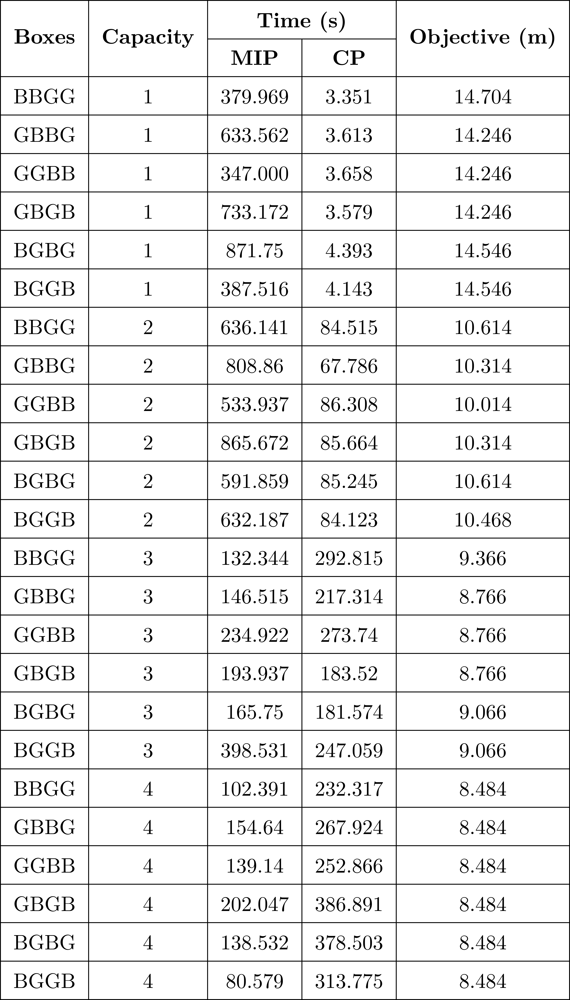 Boxes Capacity Time (s) Objective (m)
MIP CP
BBGG 1 379.969 3.351 14.704
GBBG 1 633.562 3.613 14.246
GGBB 1 347.000 3.658 14.246
GBGB 1 733.172 3.579 14.246
BGBG 1 871.75 4.393 14.546
BGGB 1 387.516 4.143 14.546
BBGG 2 636.141 84.515 10.614
GBBG 2 808.86 67.786 10.314
GGBB 2 533.937 86.308 10.014
GBGB 2 865.672 85.664 10.314
BGBG 2 591.859 85.245 10.614
BGGB 2 632.187 84.123 10.468
BBGG 3 132.344 292.815 9.366
GBBG 3 146.515 217.314 8.766
GGBB 3 234.922 273.74 8.766
GBGB 3 193.937 183.52 8.766
BGBG 3 165.75 181.574 9.066
BGGB 3 398.531 247.059 9.066
BBGG 4 102.391 232.317 8.484
GBBG 4 154.64 267.924 8.484
GGBB 4 139.14 252.866 8.484
GBGB 4 202.047 386.891 8.484
BGBG 4 138.532 378.503 8.484
BGGB 4 80.579 313.775 8.484